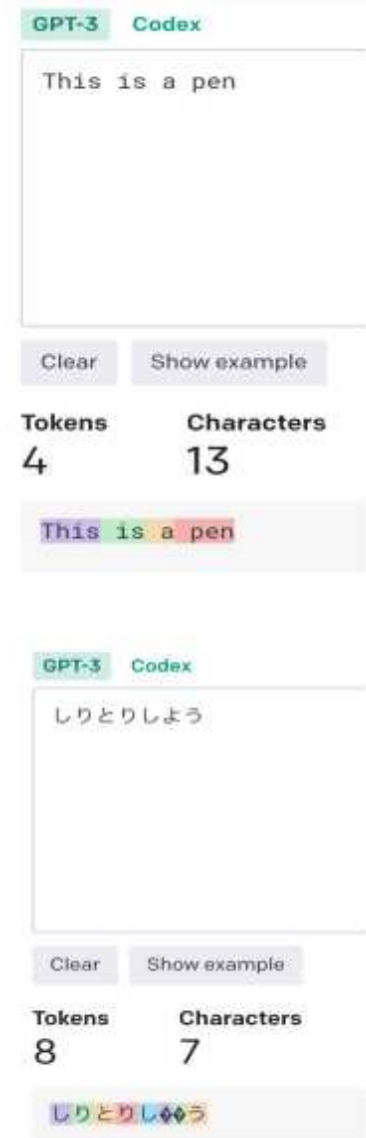 GPT-3 Codex
This is a pen
Clear Show example
Tokens Characters
4 13
This is a pen
GPT-3 Codex
しりとりしよう
Clear Show example
Tokens Characters
8 7
しりとりし��う